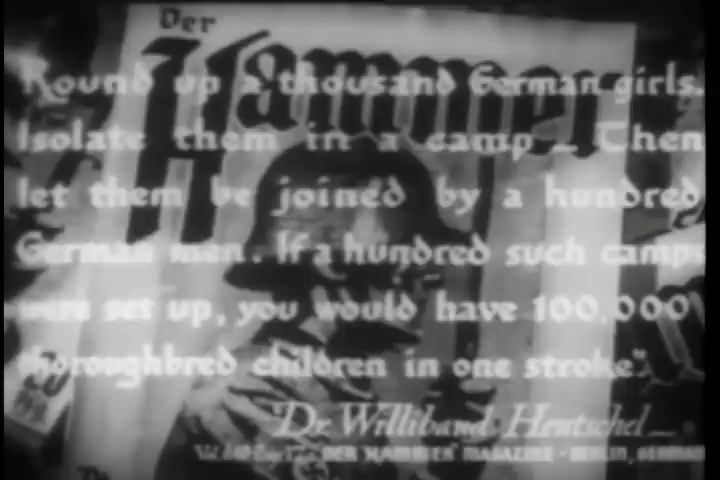 Der
Hammer
Round up a thousand German girls.
Isolate them in a camp — Then
let them be joined by a hundred
German men. If a hundred such camps
were set up, you would have 100,000
thoroughbred children in one stroke".
Dr. Williband Hentschel —
DER HAMMER MAGAZINE - BERLIN, GERMANY